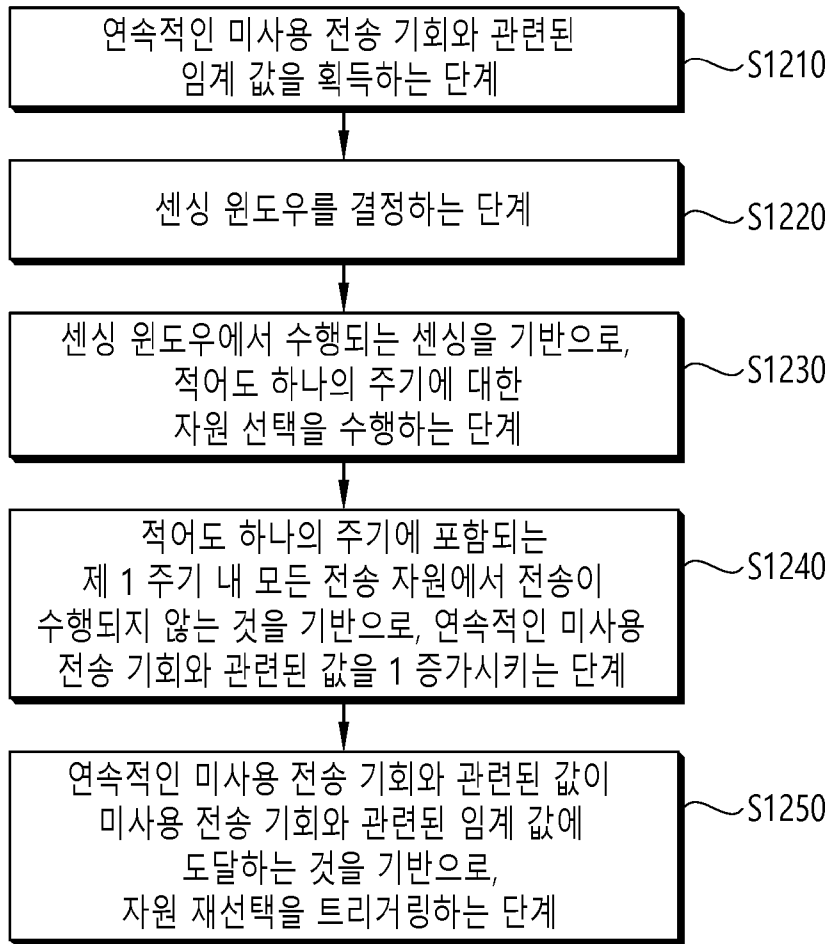 연속적인 미사용 전송 기회와 관련된
임계 값을 획득하는 단계
S1210
센싱 윈도우를 결정하는 단계
S1220
센싱 윈도우에서 수행되는 센싱을 기반으로,
적어도 하나의 주기에 대한
자원 선택을 수행하는 단계
S1230
적어도 하나의 주기에 포함되는
제 1 주기 내 모든 전송 자원에서 전송이
수행되지 않는 것을 기반으로, 연속적인 미사용
전송 기회와 관련된 값을 1 증가시키는 단계
S1240
연속적인 미사용 전송 기회와 관련된 값이
미사용 전송 기회와 관련된 임계 값에
도달하는 것을 기반으로,
자원 재선택을 트리거링하는 단계
S1250